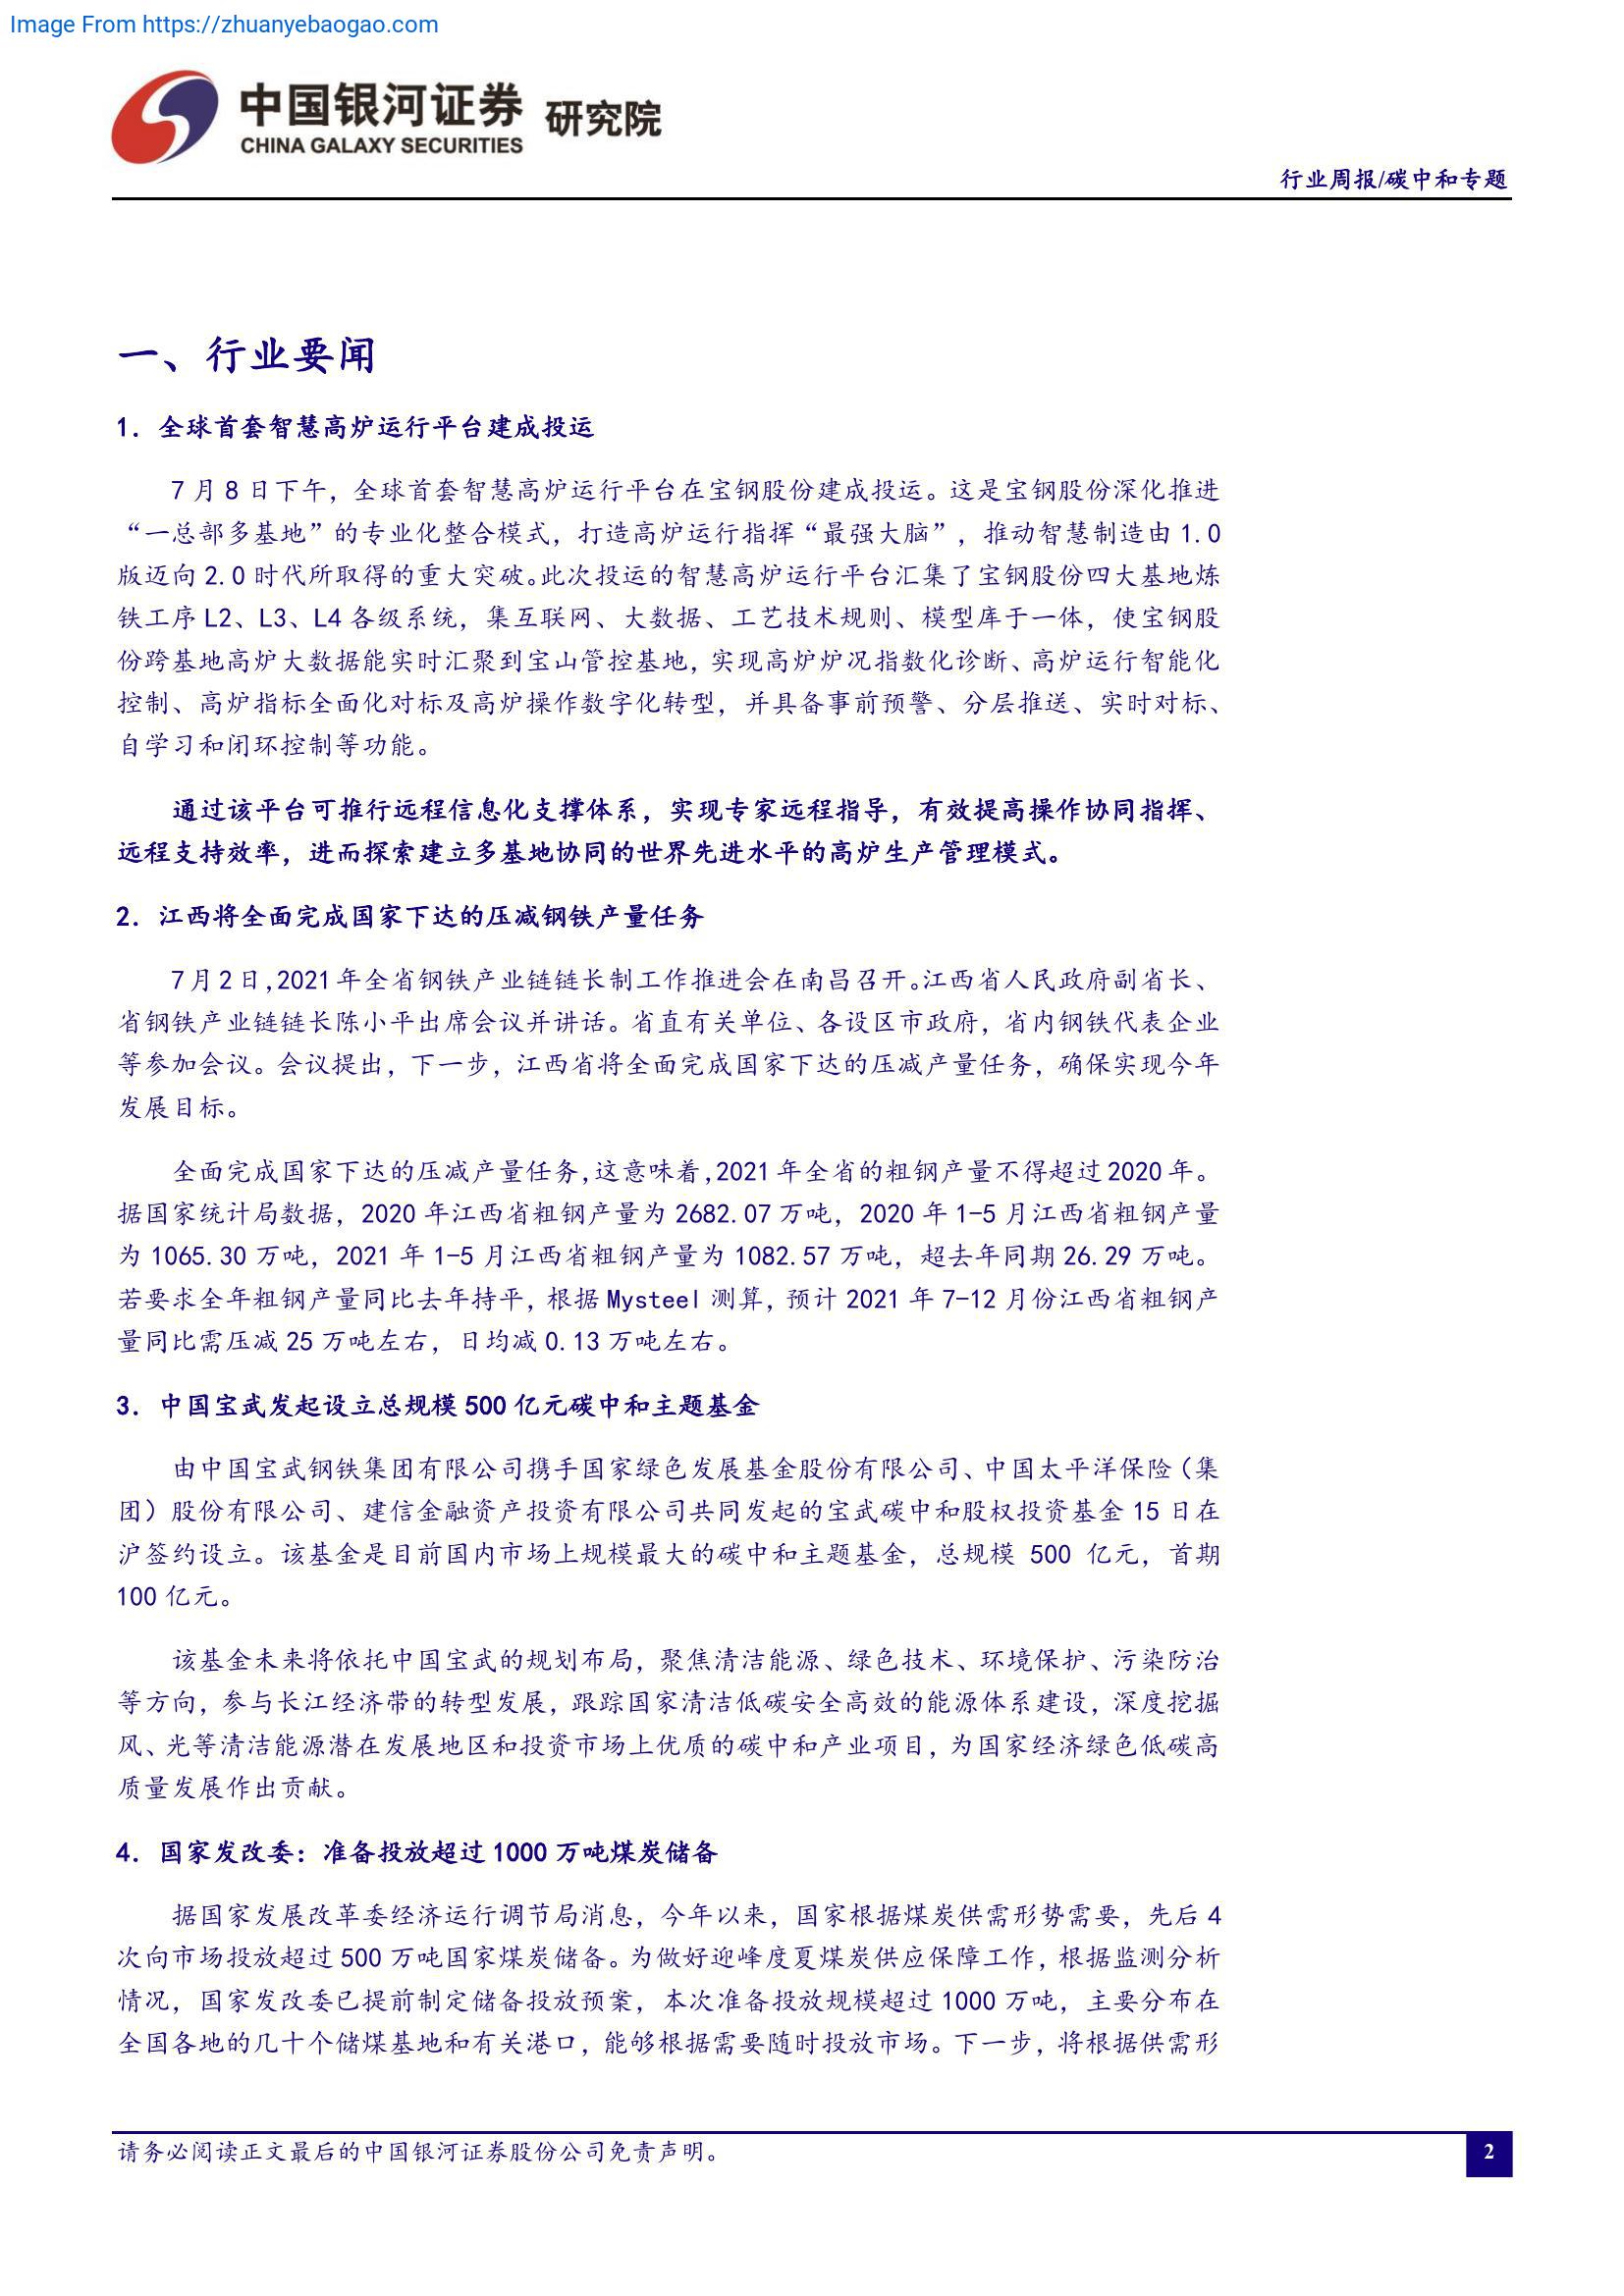 Image From https://zhuanyebaogao.com
中国银河证券 研究院
CHINA GALAXY SECURITIES
行业周报/碳中和专题
一、行业要闻
1. 全球首套智慧高炉运行平台建成投运
7 月 8 日下午，全球首套智慧高炉运行平台在宝钢股份建成投运。这是宝钢股份深化推进
“一总部多基地”的专业化整合模式，打造高炉运行指挥“最强大脑”，推动智慧制造由 1.0
版迈向 2.0 时代所取得的重大突破。此次投运的智慧高炉运行平台汇集了宝钢股份四大基地炼
铁工序 L2、L3、L4 各级系统，集互联网、大数据、工艺技术规则、模型库于一体，使宝钢股
份跨基地高炉大数据能实时汇聚到宝山管控基地，实现高炉炉况指数化诊断、高炉运行智能化
控制、高炉指标全面化对标及高炉操作数字化转型，并具备事前预警、分层推送、实时对标、
自学习和闭环控制等功能。
通过该平台可推行远程信息化支撑体系，实现专家远程指导，有效提高操作协同指挥、
远程支持效率，进而探索建立多基地协同的世界先进水平的高炉生产管理模式。
2. 江西将全面完成国家下达的压减钢铁产量任务
7 月 2 日，2021 年全省钢铁产业链链长制工作推进会在南昌召开。江西省人民政府副省长、
省钢铁产业链链长陈小平出席会议并讲话。省直有关单位、各设区市政府，省内钢铁代表企业
等参加会议。会议提出，下一步，江西省将全面完成国家下达的压减产量任务，确保实现今年
发展目标。
全面完成国家下达的压减产量任务，这意味着，2021 年全省的粗钢产量不得超过 2020 年。
据国家统计局数据，2020 年江西省粗钢产量为 2682.07 万吨，2020 年 1-5 月江西省粗钢产量
为 1065.30 万吨，2021 年 1-5 月江西省粗钢产量为 1082.57 万吨，超去年同期 26.29 万吨。
若要求全年粗钢产量同比去年持平，根据 Mysteel 测算，预计 2021 年 7-12 月份江西省粗钢产
量同比需压减 25 万吨左右，日均减 0.13 万吨左右。
3. 中国宝武发起设立总规模 500 亿元碳中和主题基金
由中国宝武钢铁集团有限公司携手国家绿色发展基金股份有限公司、中国太平洋保险（集
团）股份有限公司、建信金融资产投资有限公司共同发起的宝武碳中和股权投资基金 15 日在
沪签约设立。该基金是目前国内市场上规模最大的碳中和主题基金，总规模 500 亿元，首期
100 亿元。
该基金未来将依托中国宝武的规划布局，聚焦清洁能源、绿色技术、环境保护、污染防治
等方向，参与长江经济带的转型发展，跟踪国家清洁低碳安全高效的能源体系建设，深度挖掘
风、光等清洁能源潜在发展地区和投资市场上优质的碳中和产业项目，为国家经济绿色低碳高
质量发展作出贡献。
4. 国家发改委：准备投放超过 1000 万吨煤炭储备
据国家发展改革委经济运行调节局消息，今年以来，国家根据煤炭供需形势需要，先后 4
次向市场投放超过 500 万吨国家煤炭储备。为做好迎峰度夏煤炭供应保障工作，根据监测分析
情况，国家发改委已提前制定储备投放预案，本次准备投放规模超过 1000 万吨，主要分布在
全国各地的几十个储煤基地和有关港口，能够根据需要随时投放市场。下一步，将根据供需形
请务必阅读正文最后的中国银河证券股份公司免责声明。
2